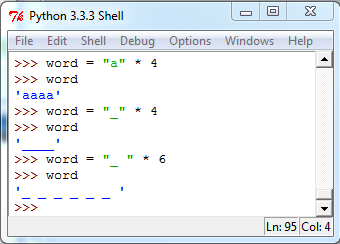 Python 3.3.3 Shell
File Edit Shell Debug Options Windows Help
>>> word = "a" * 4
>>> word
'aaaa'
>>> word = "_" * 4
>>> word
'____'
>>> word = "_ " * 6
>>> word
'_ _ _ _ _ _ '
>>>
Ln: 95 Col: 4